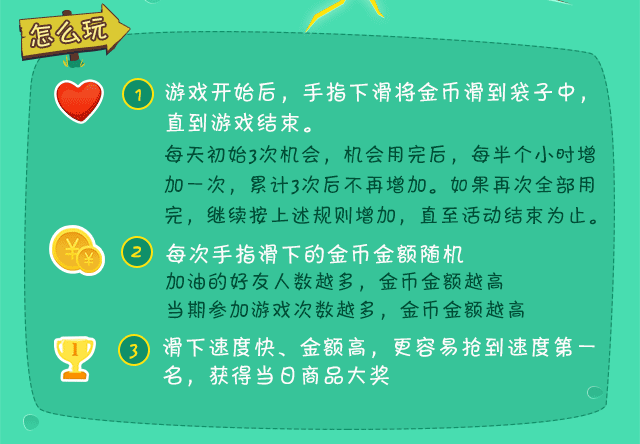 怎么玩
1 游戏开始后，手指下滑将金币滑到袋子中，
直到游戏结束。
每天初始3次机会，机会用完后，每半个小时增
加一次，累计3次后不再增加。如果再次全部用
完，继续按上述规则增加，直至活动结束为止。
2 每次手指滑下的金币金额随机
加油的好友人数越多，金币金额越高
当期参加游戏次数越多，金币金额越高
3 滑下速度快、金额高，更容易抢到速度第一
名，获得当日商品大奖
¥
¥
1